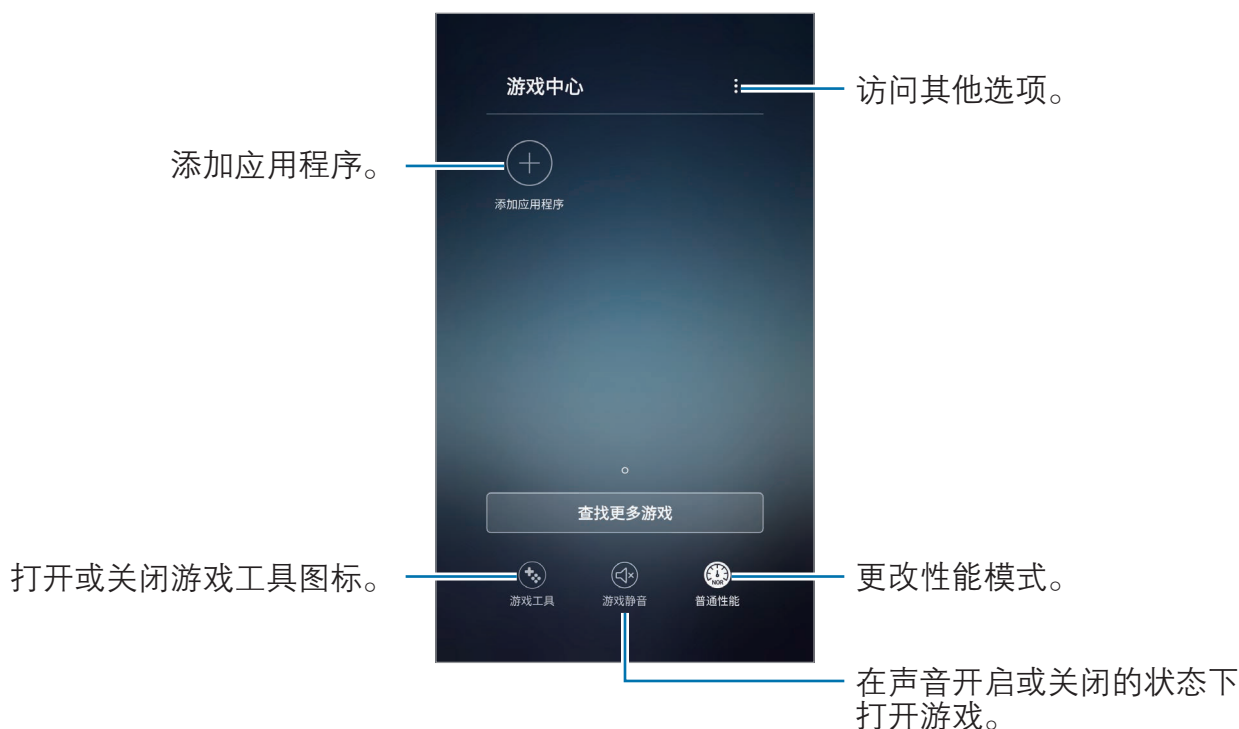 游戏中心
访问其他选项。
添加应用程序。
添加应用程序
查找更多游戏
打开或关闭游戏工具图标。
游戏工具
游戏静音
NOR
普通性能
更改性能模式。
在声音开启或关闭的状态下
打开游戏。